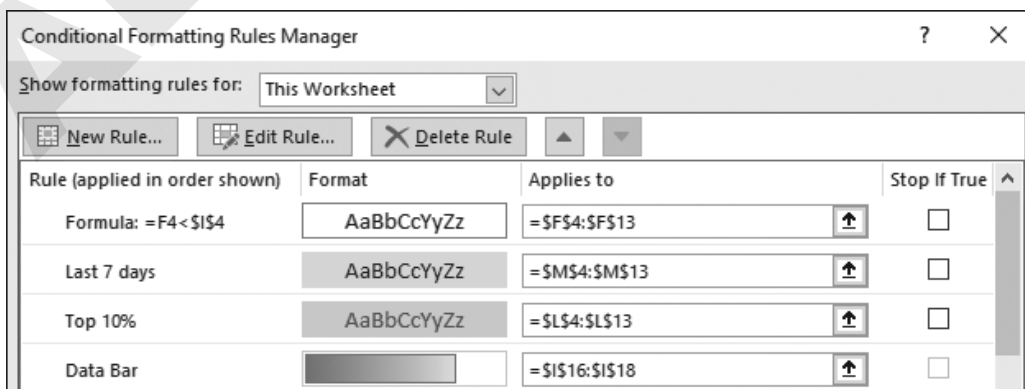 Conditional Formatting Rules Manager ? ×
Show formatting rules for: This Worksheet
New Rule... Edit Rule... Delete Rule
Rule (applied in order shown) Format Applies to Stop If True
Formula: =F4<$I$4 AaBbCcYyZz =$F$4:$F$13
Last 7 days AaBbCcYyZz =$M$4:$M$13
Top 10% AaBbCcYyZz =$L$4:$L$13
Data Bar =$I$16:$I$18